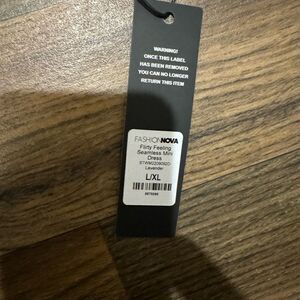 WARNING!
ONCE THIS LABEL
HAS BEEN REMOVED
YOU CAN NO LONGER
RETURN THIS ITEM
FASHIONNOVA
Flirty Feeling
Seamless Mini
Dress
Lavender
L/XL